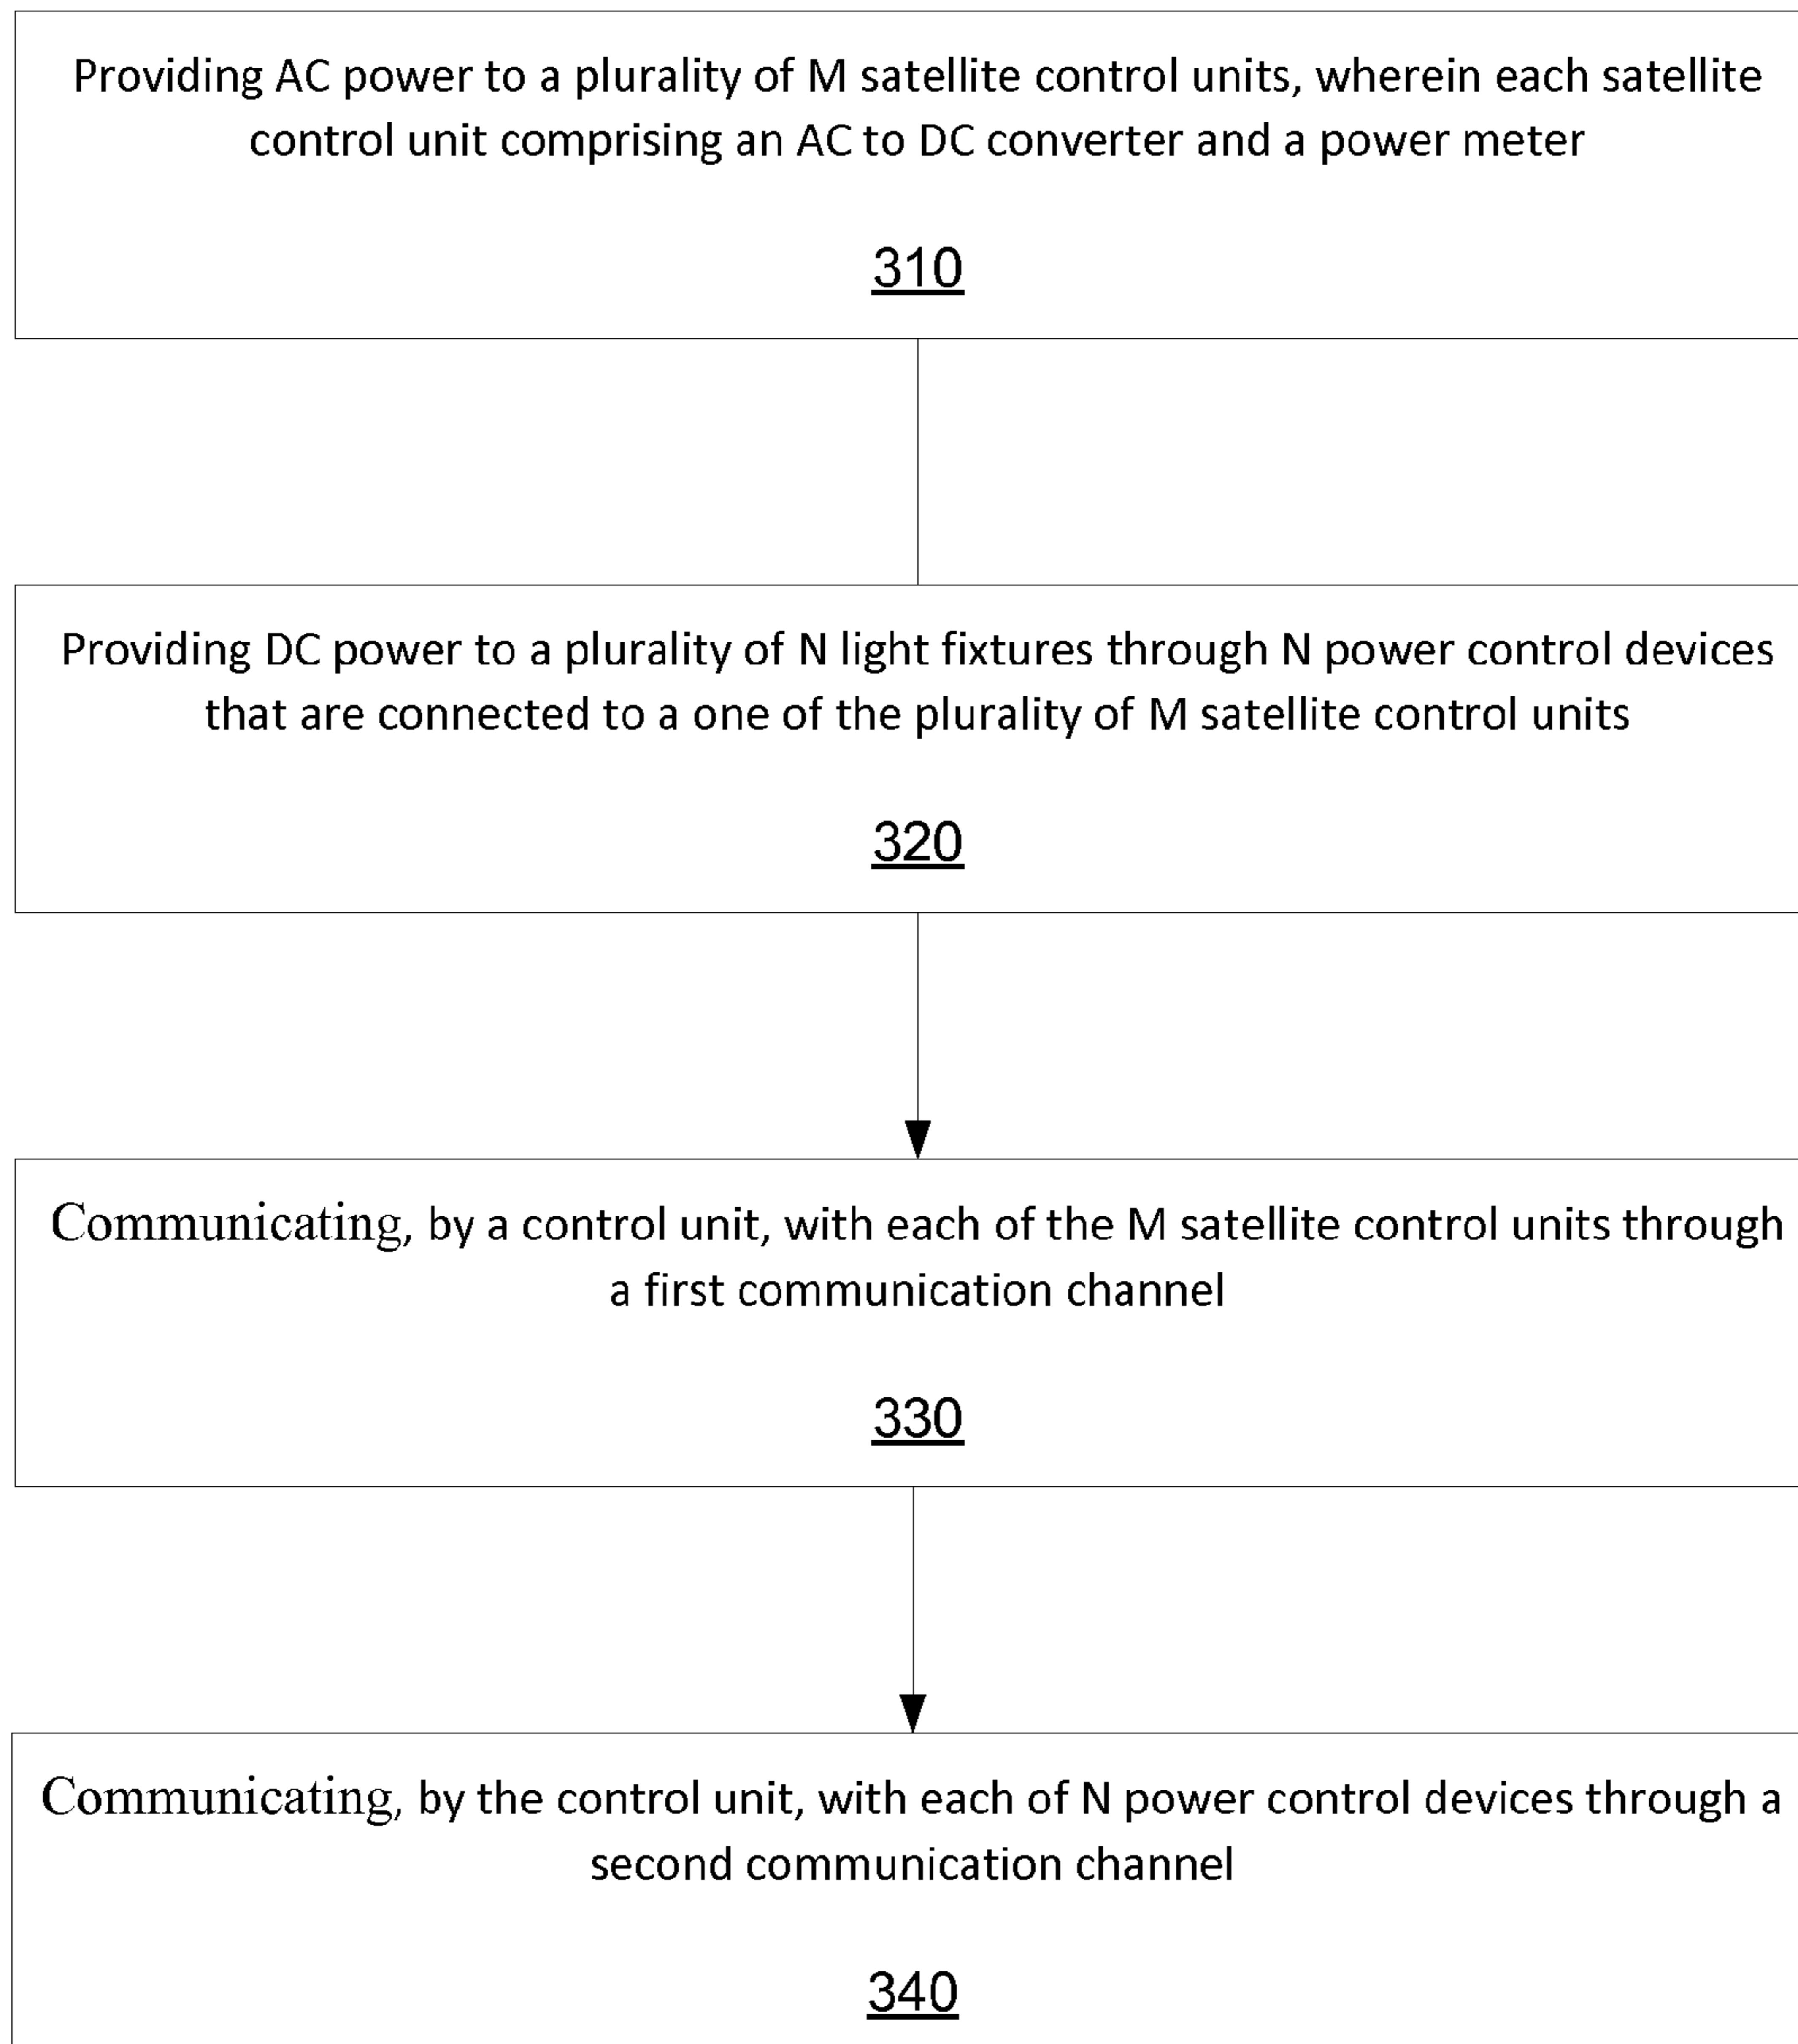 Providing AC power to a plurality of M satellite control units, wherein each satellite
control unit comprising an AC to DC converter and a power meter
310
Providing DC power to a plurality of N light fixtures through N power control devices
that are connected to a one of the plurality of M satellite control units
320
Communicating, by a control unit, with each of the M satellite control units through
a first communication channel
330
Communicating, by the control unit, with each of N power control devices through a
second communication channel
340